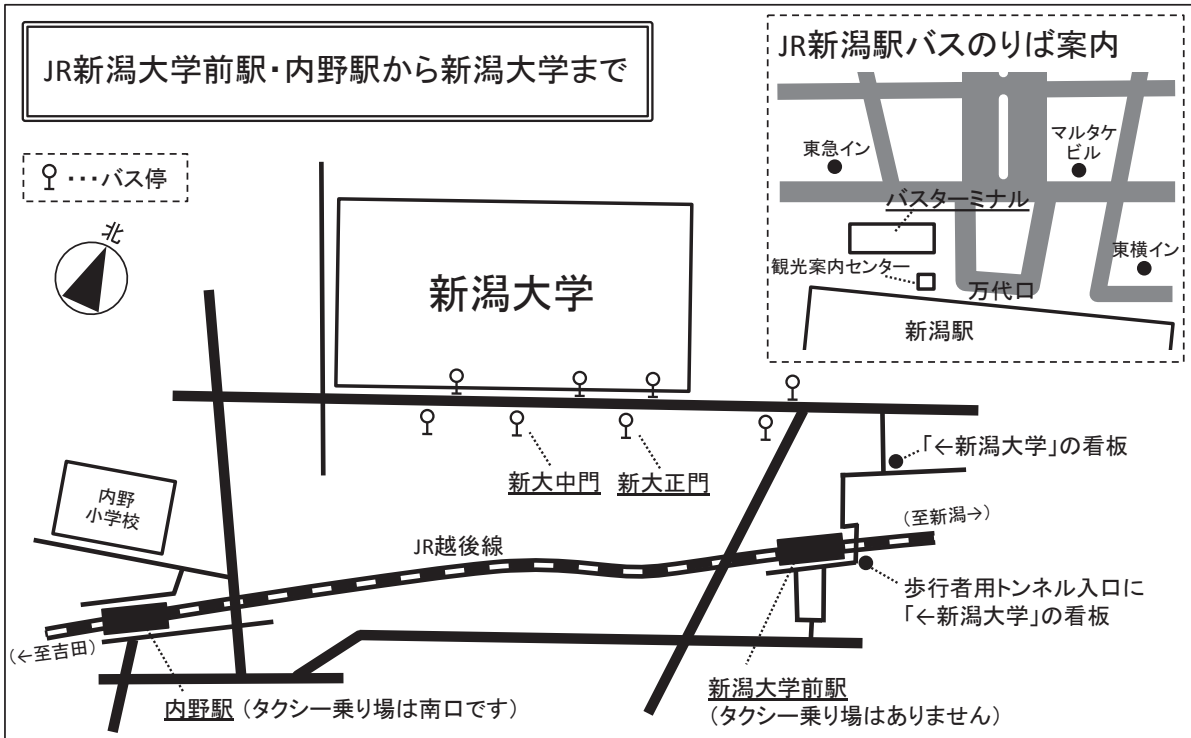 JR新潟大学前駅・内野駅から新潟大学まで
・・・バス停
北
新潟大学
新大中門
新大正門
「←新潟大学」の看板
内野
小学校
JR越後線
(至新潟→)
歩行者用トンネル入口に
「←新潟大学」の看板
(←至吉田)
内野駅 (タクシー乗り場は南口です)
新潟大学前駅
(タクシー乗り場はありません)
JR新潟駅バスのりば案内
東急イン
マルタケ
ビル
バスターミナル
東横イン
観光案内センター
万代口
新潟駅